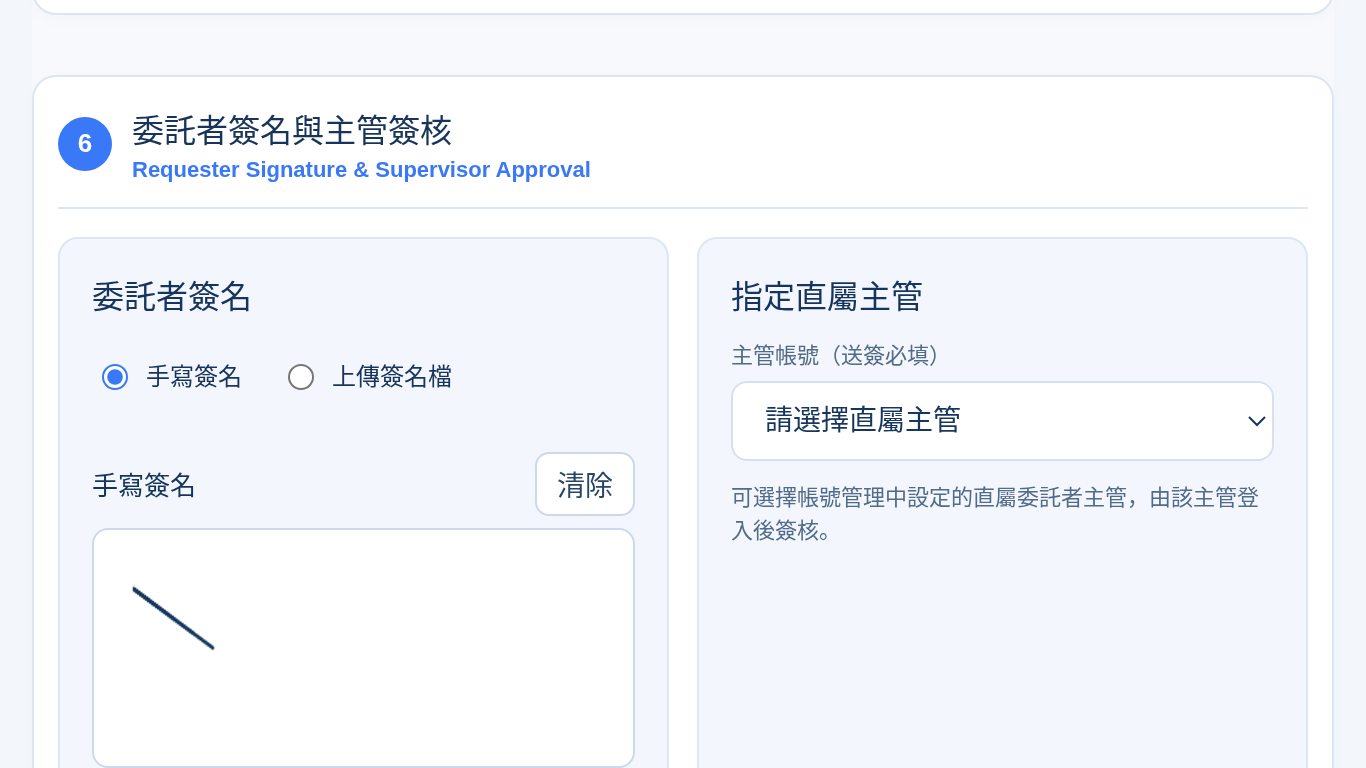 6
委託者簽名與主管簽核
Requester Signature & Supervisor Approval
委託者簽名
手寫簽名
上傳簽名檔
手寫簽名
清除
指定直屬主管
主管帳號（送簽必填）
請選擇直屬主管
可選擇帳號管理中設定的直屬委託者主管，由該主管登
入後簽核。